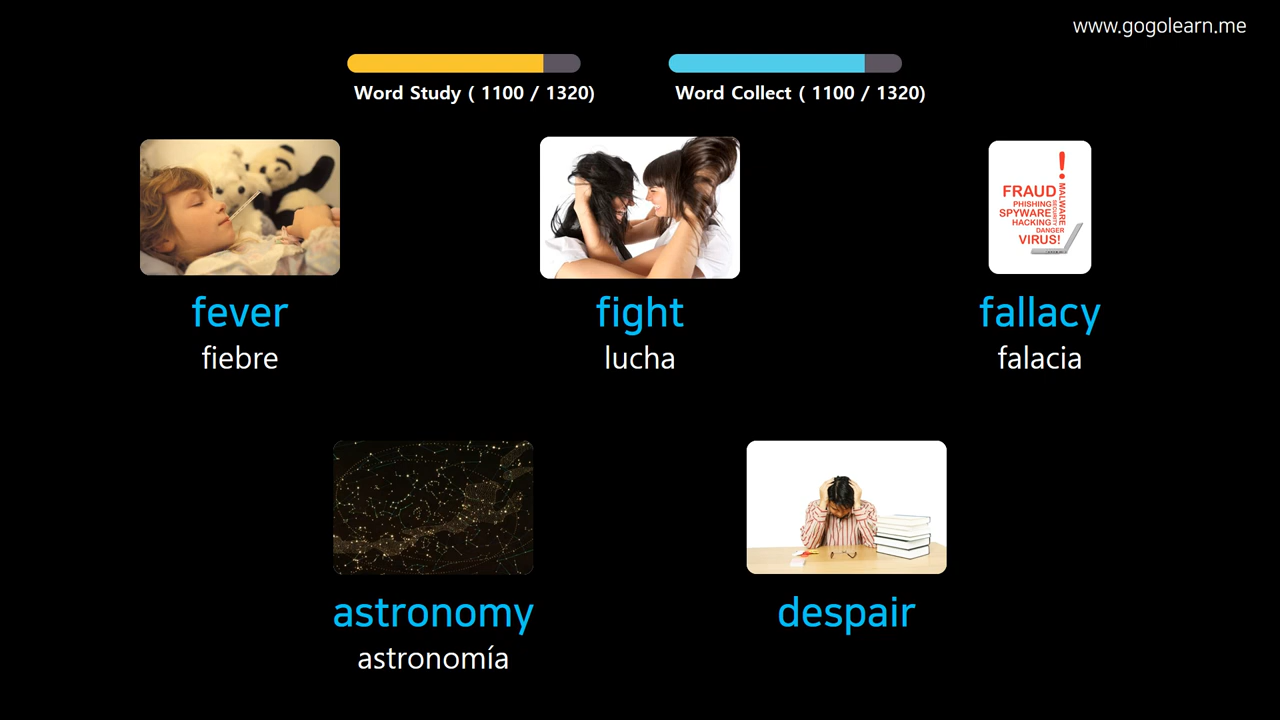 www.gogolearn.me
Word Study ( 1100 / 1320)
Word Collect ( 1100 / 1320)
FRAUD
PHISHING
SPYWARE
HACKING
DANGER
VIRUS!
!
MALWARE
SECURITY
fever
fight
fallacy
fiebre
lucha
falacia
astronomy
despair
astronomía